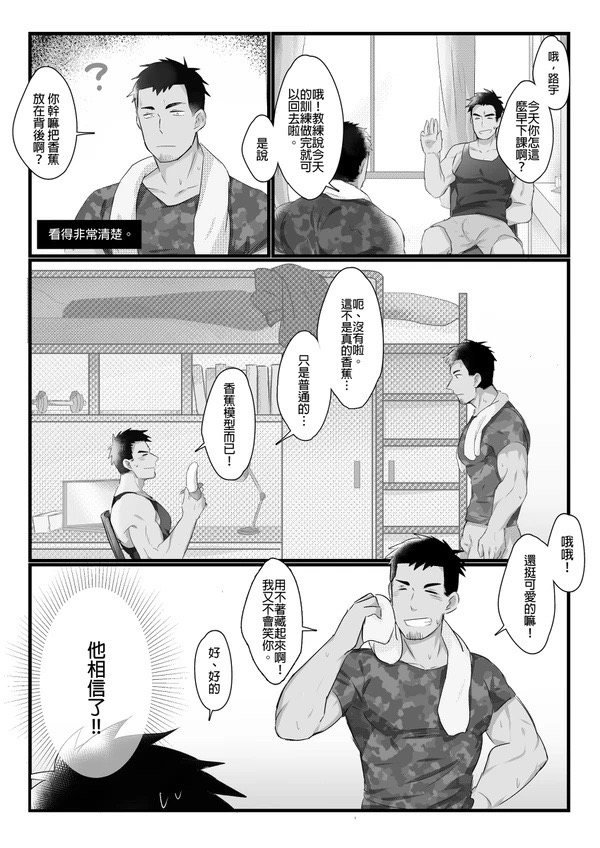 哦，路宇
今天你怎這
麼早下課啊？
哦！教練說今天
的訓練做完就可
以回去啦。
是說
你幹嘛把香蕉
放在背後啊？
看得非常清楚。
呃、沒有啦。
這不是真的香蕉…
只是普通的…
香蕉模型而已！
哦哦！
還挺可愛的嘛！
用不著藏起來啊！
我又不會笑你。
好、好的
他相信了!!